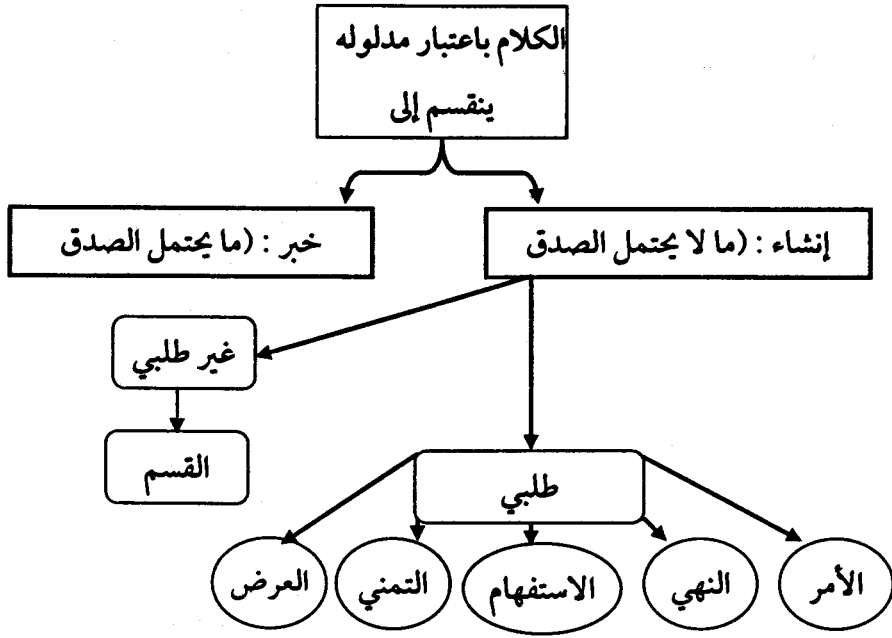 الكلام باعتبار مدلوله
ينقسم إلى
إنشاء : (ما لا يحتمل الصدق
خبر : (ما يحتمل الصدق
غير طلبي
القسم
طلبي
الأمر
النهي
الاستفهام
التمني
العرض